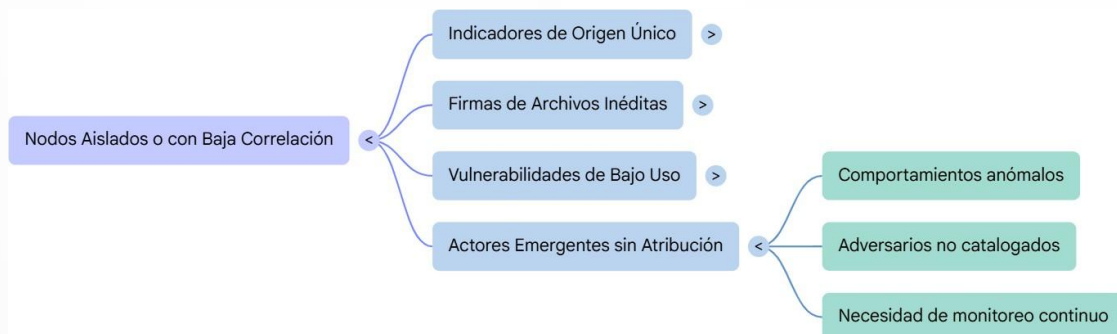 Nodos Aislados o con Baja Correlación
<
Indicadores de Origen Único
>
Firmas de Archivos Inéditas
>
Vulnerabilidades de Bajo Uso
>
Actores Emergentes sin Atribución
<
Comportamientos anómalos
Adversarios no catalogados
Necesidad de monitoreo continuo